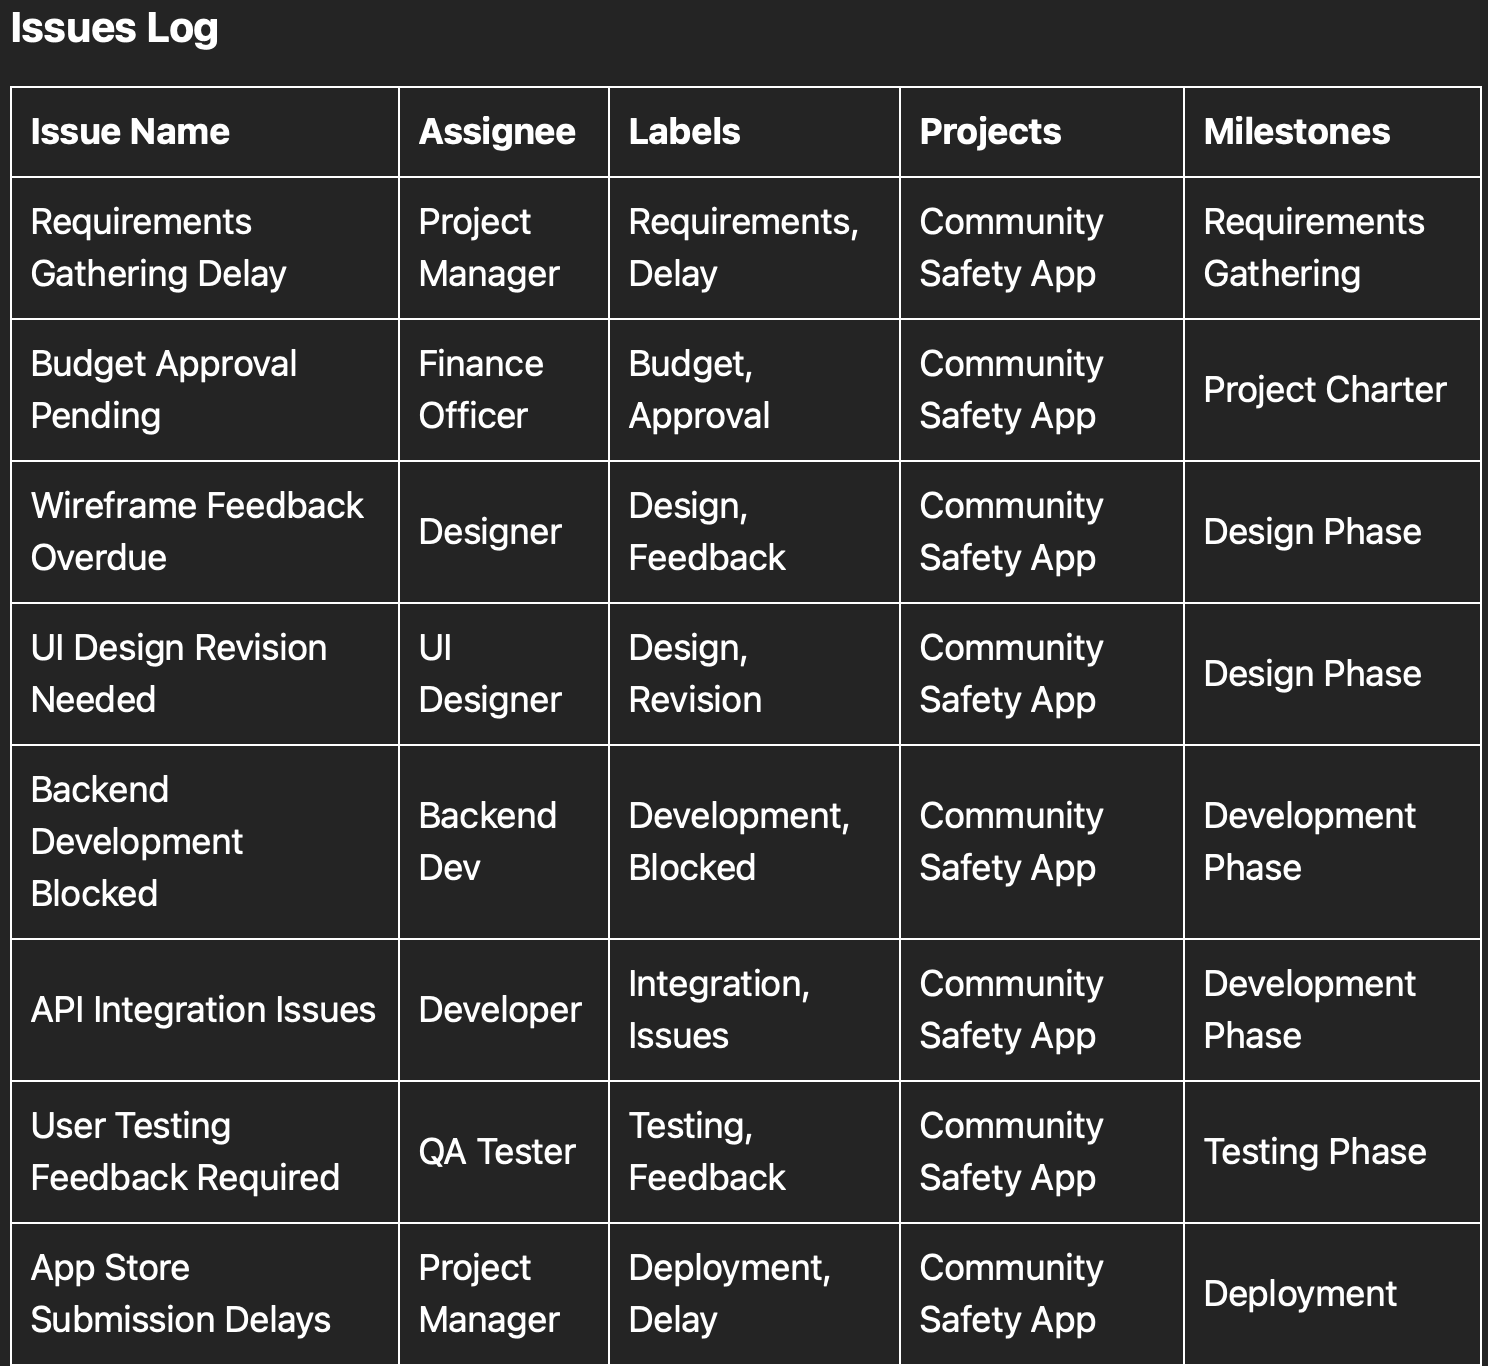 Issues Log
Issue Name Assignee Labels Projects Milestones
Requirements Gathering Delay Project Manager Requirements, Delay Community Safety App Requirements Gathering
Budget Approval Pending Finance Officer Budget, Approval Community Safety App Project Charter
Wireframe Feedback Overdue Designer Design, Feedback Community Safety App Design Phase
UI Design Revision Needed UI Designer Design, Revision Community Safety App Design Phase
Backend Development Blocked Backend Dev Development, Blocked Community Safety App Development Phase
API Integration Issues Developer Integration, Issues Community Safety App Development Phase
User Testing Feedback Required QA Tester Testing, Feedback Community Safety App Testing Phase
App Store Submission Delays Project Manager Deployment, Delay Community Safety App Deployment